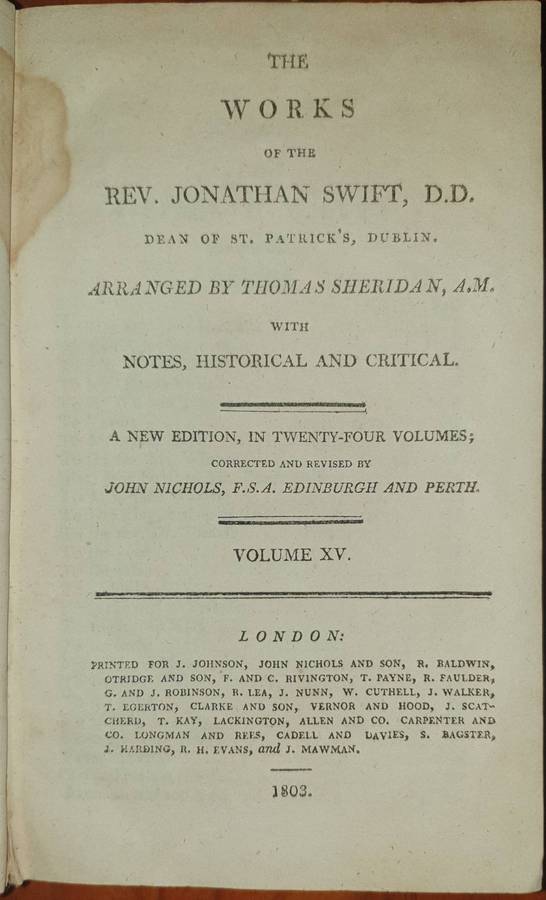 THE
WORKS
OF THE
REV. JONATHAN SWIFT, D.D.
DEAN OF ST. PATRICK'S, DUBLIN.
ARRANGED BY THOMAS SHERIDAN, A.M.
WITH
NOTES, HISTORICAL AND CRITICAL.
A NEW EDITION, IN TWENTY-FOUR VOLUMES;
CORRECTED AND REVISED BY
JOHN NICHOLS, F.S.A. EDINBURGH AND PERTH.
VOLUME XV.
LONDON:
PRINTED FOR J. JOHNSON, JOHN NICHOLS AND SON, R. BALDWIN,
OTRIDGE AND SON, F. AND C. RIVINGTON, T. PAYNE, R. FAULDER,
G. AND J. ROBINSON, R. LEA, J. NUNN, W. CUTHELL, J. WALKER,
T. EGERTON, CLARKE AND SON, VERNOR AND HOOD, J. SCAT-
CHERD, T. KAY, LACKINGTON, ALLEN AND CO. CARPENTER AND
CO. LONGMAN AND REES, CADELL AND DAVIES, S. BAGSTER,
J. HARDING, R. H. EVANS, and J. MAWMAN.
1803.